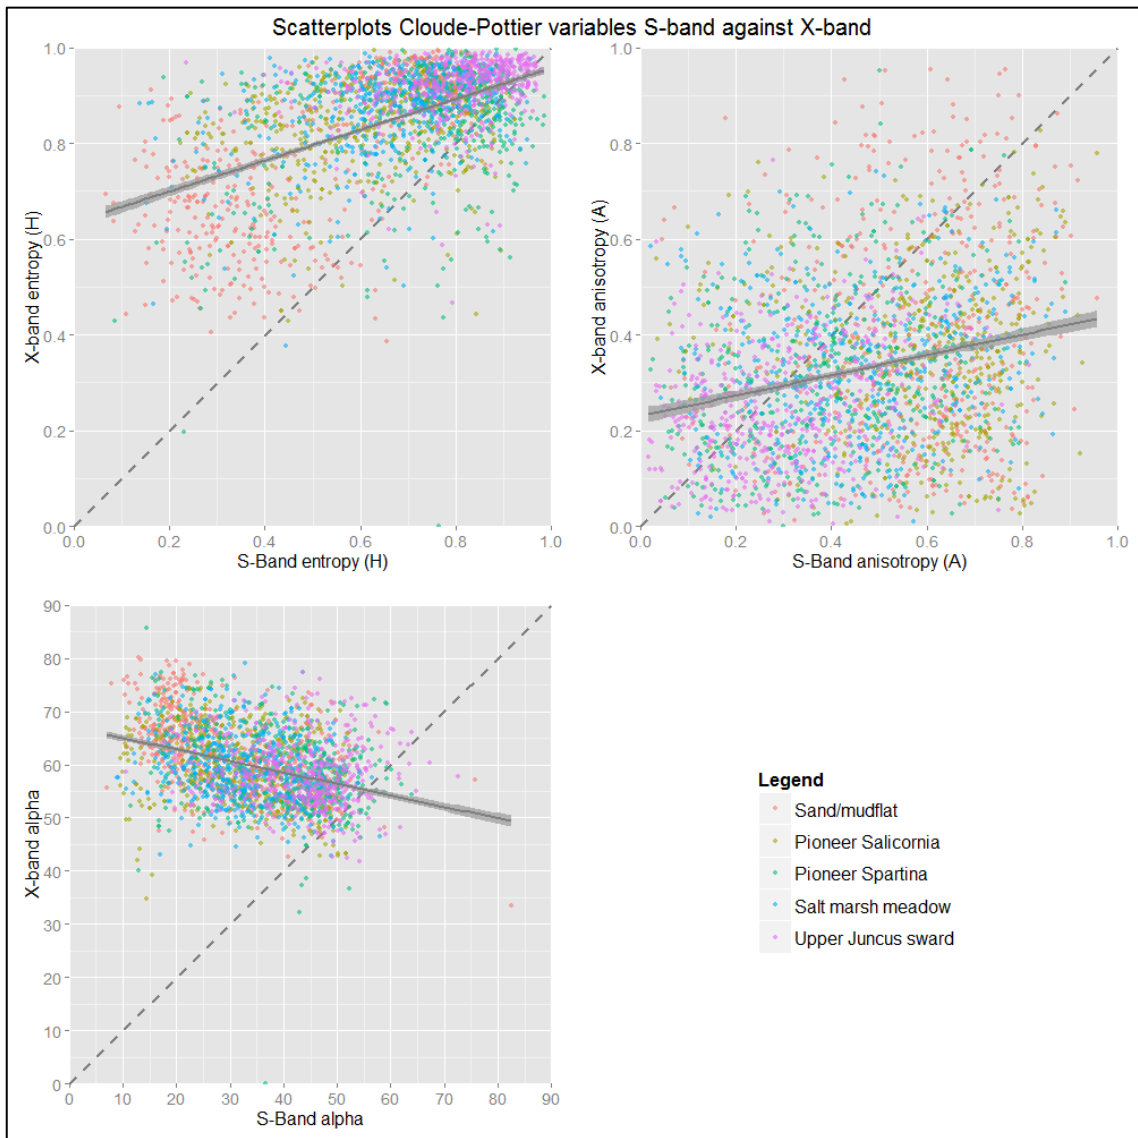 Scatterplots Cloude-Pottier variables S-band against X-band
1.0
0.8
0.6
0.4
0.2
0.0
X-band entropy (H)
0.0 0.2 0.4 0.6 0.8 1.0
S-Band entropy (H)
1.0
0.8
0.6
0.4
0.2
0.0
X-band anisotropy (A)
0.0 0.2 0.4 0.6 0.8 1.0
S-Band anisotropy (A)
90
80
70
60
50
40
30
20
10
0
X-band alpha
0 10 20 30 40 50 60 70 80 90
S-Band alpha
Legend
Sand/mudflat
Pioneer Salicornia
Pioneer Spartina
Salt marsh meadow
Upper Juncus sward